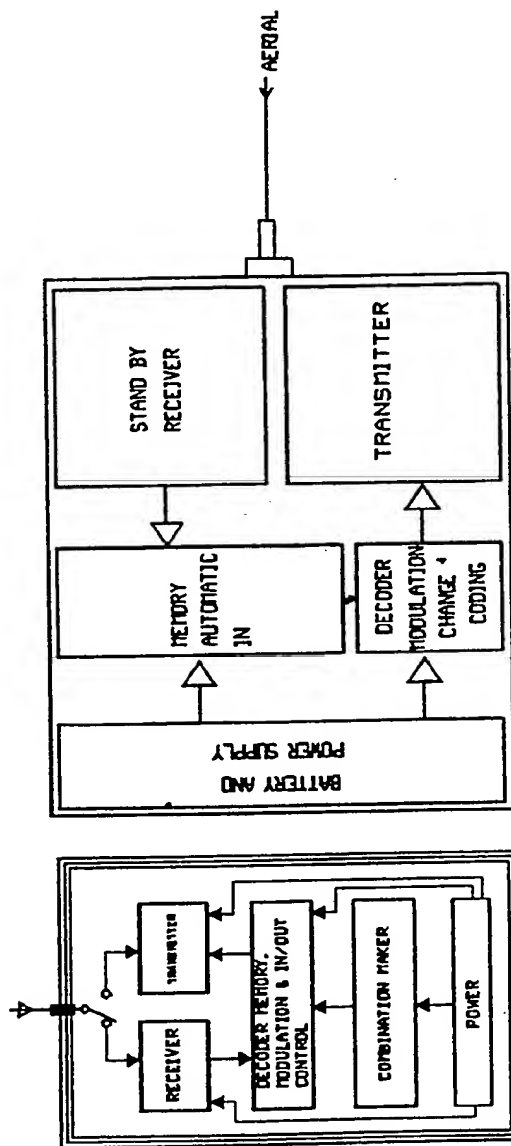 AERIAL
STAND BY
RECEIVER
TRANSMITTER
MEMORY
AUTOMATIC
IN
DECODER
MODULATION
CHANGE &
CODING
BATTERY AND
POWER SUPPLY
TRANSMITTER
RECEIVER
DECODER MEMORY.
MODULATION & IN/OUT
CONTROL
COMBINATION MAKER
POWER